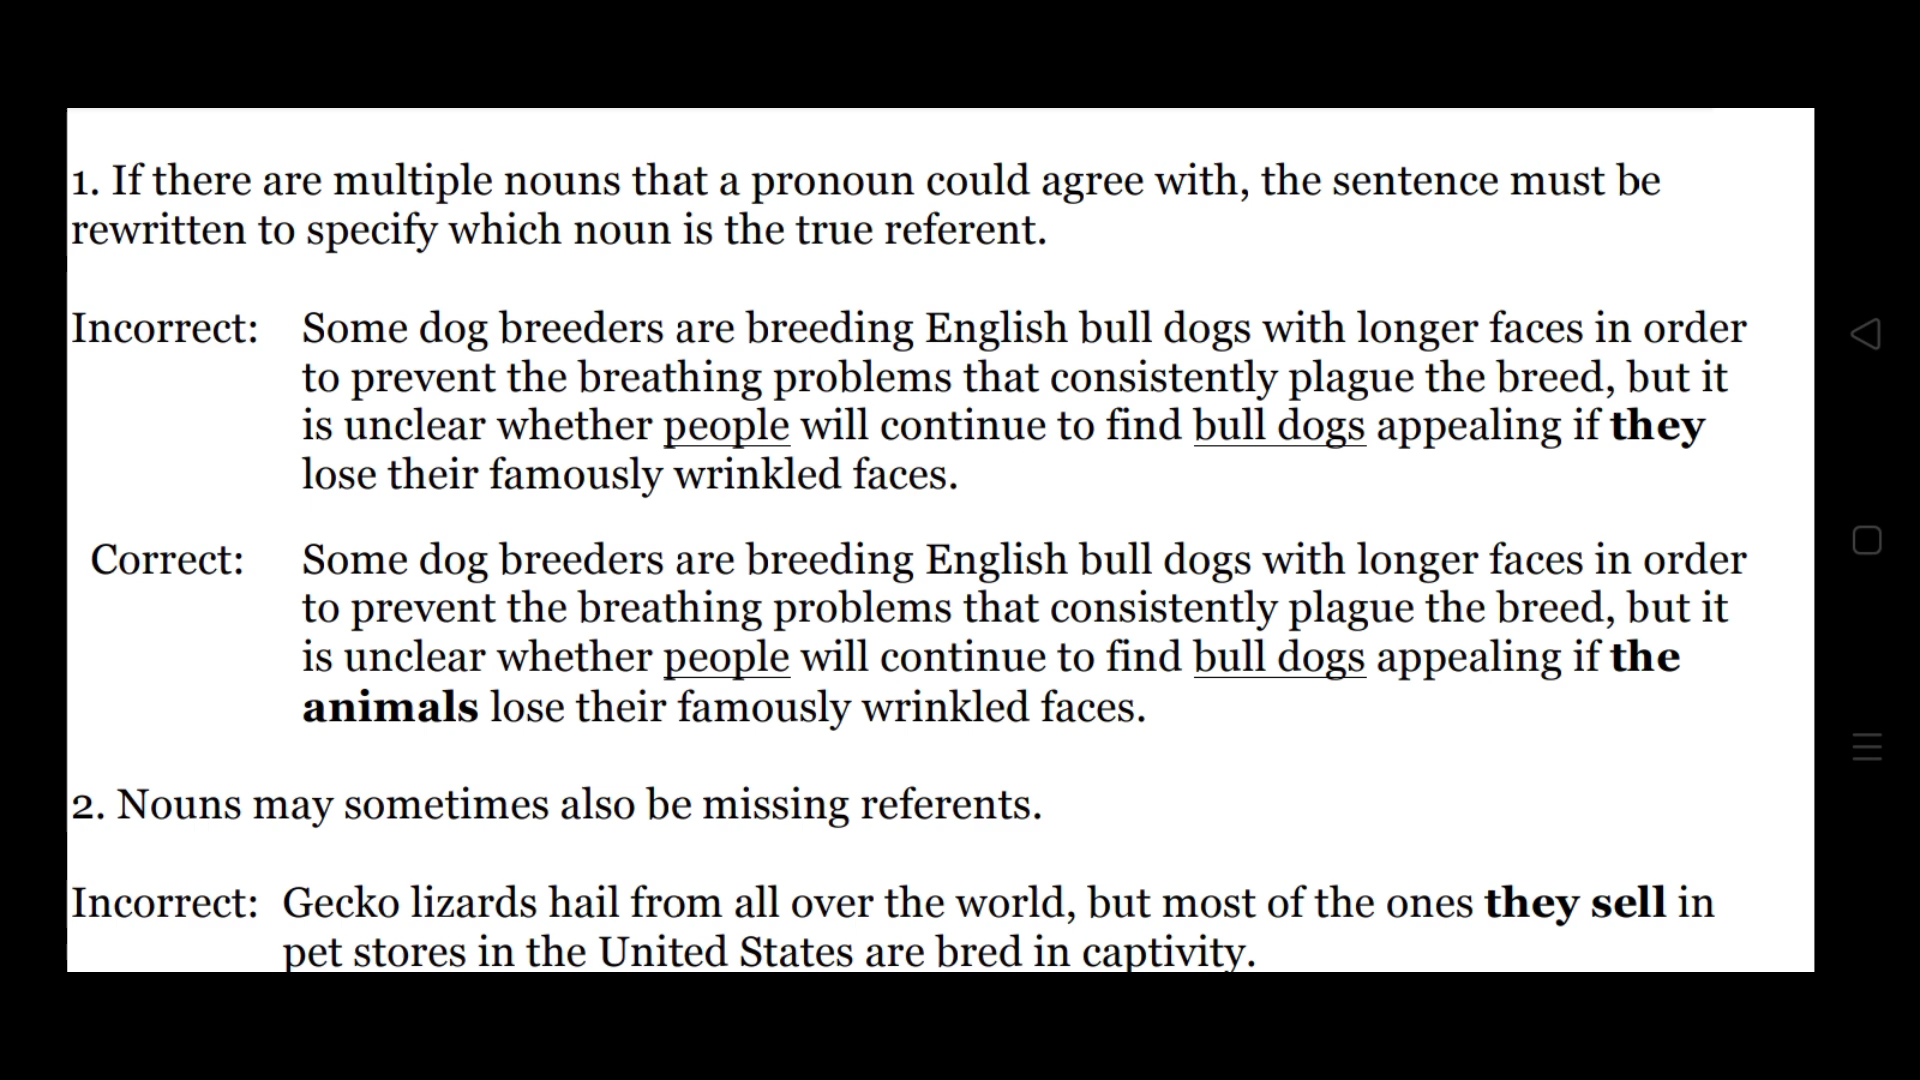 1. If there are multiple nouns that a pronoun could agree with, the sentence must be
rewritten to specify which noun is the true referent.
Incorrect: Some dog breeders are breeding English bull dogs with longer faces in order
to prevent the breathing problems that consistently plague the breed, but it
is unclear whether people will continue to find bull dogs appealing if they
lose their famously wrinkled faces.
Correct: Some dog breeders are breeding English bull dogs with longer faces in order
to prevent the breathing problems that consistently plague the breed, but it
is unclear whether people will continue to find bull dogs appealing if the
animals lose their famously wrinkled faces.
2. Nouns may sometimes also be missing referents.
Incorrect: Gecko lizards hail from all over the world, but most of the ones they sell in
pet stores in the United States are bred in captivity.